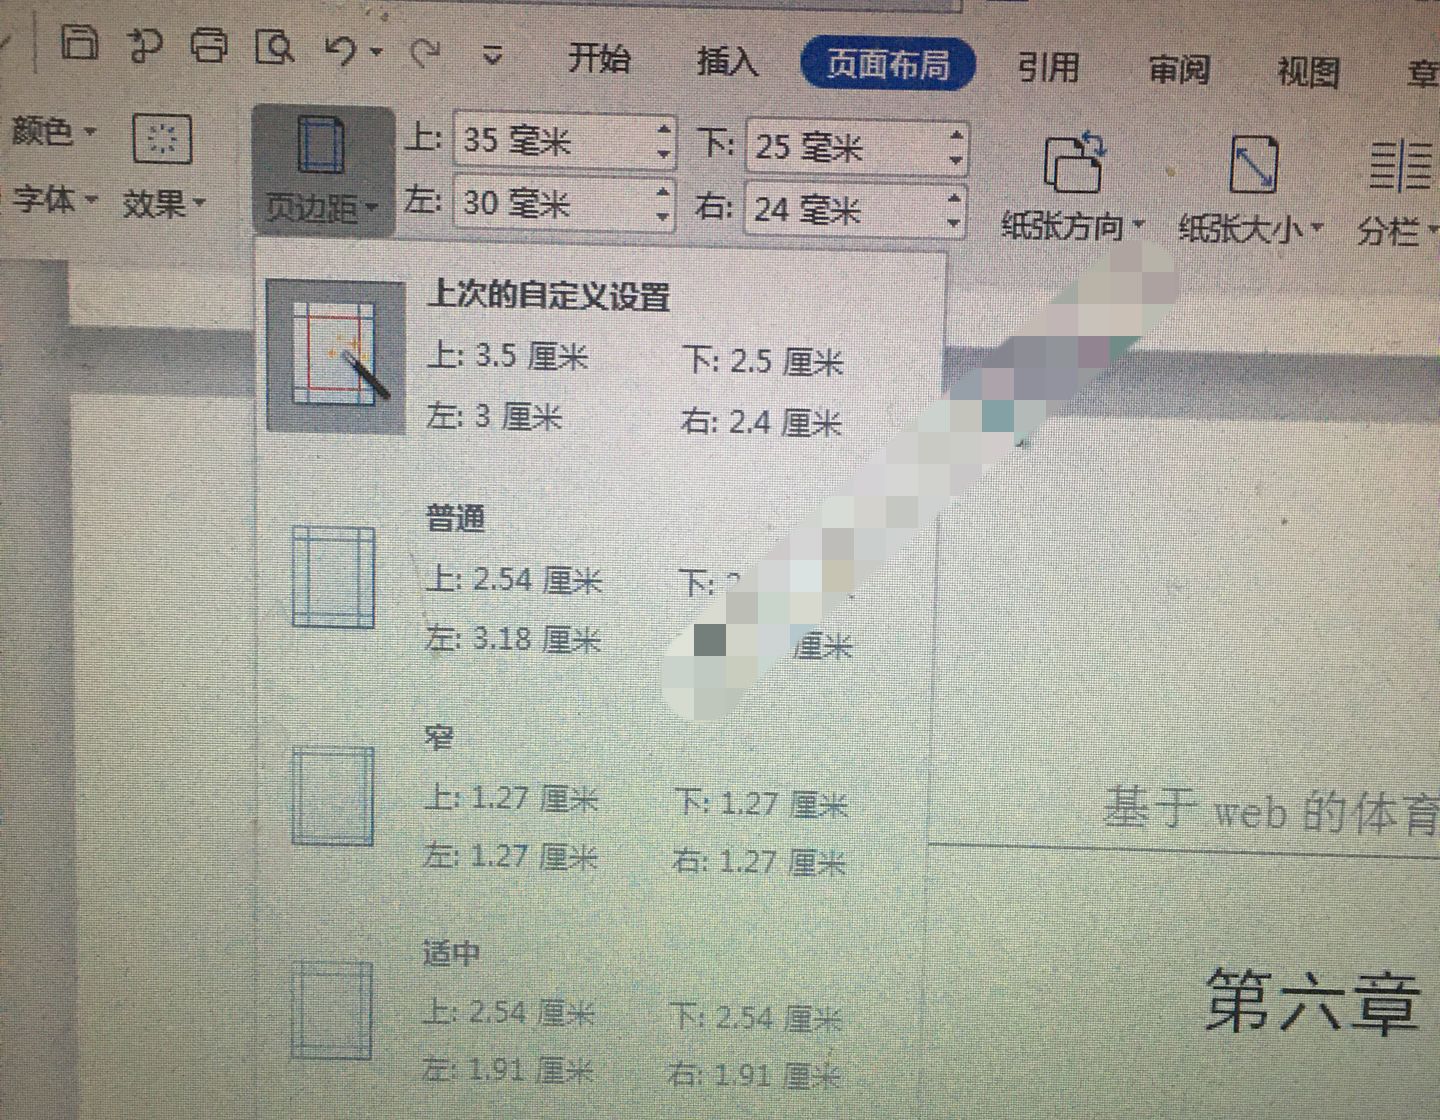 开始 插入 页面布局 引用 审阅 视图 章
颜色 上: 35 毫米 下: 25 毫米
字体 效果 页边距 左: 30 毫米 右: 24 毫米 纸张方向 纸张大小 分栏
上次的自定义设置
上: 3.5 厘米 下: 2.5 厘米
左: 3 厘米 右: 2.4 厘米
普通
上: 2.54 厘米 下:
左: 3.18 厘米 厘米
窄
上: 1.27 厘米 下: 1.27 厘米
左: 1.27 厘米 右: 1.27 厘米
适中
上: 2.54 厘米 下: 2.54 厘米
左: 1.91 厘米 右: 1.91 厘米
基于 web 的体育
第六章